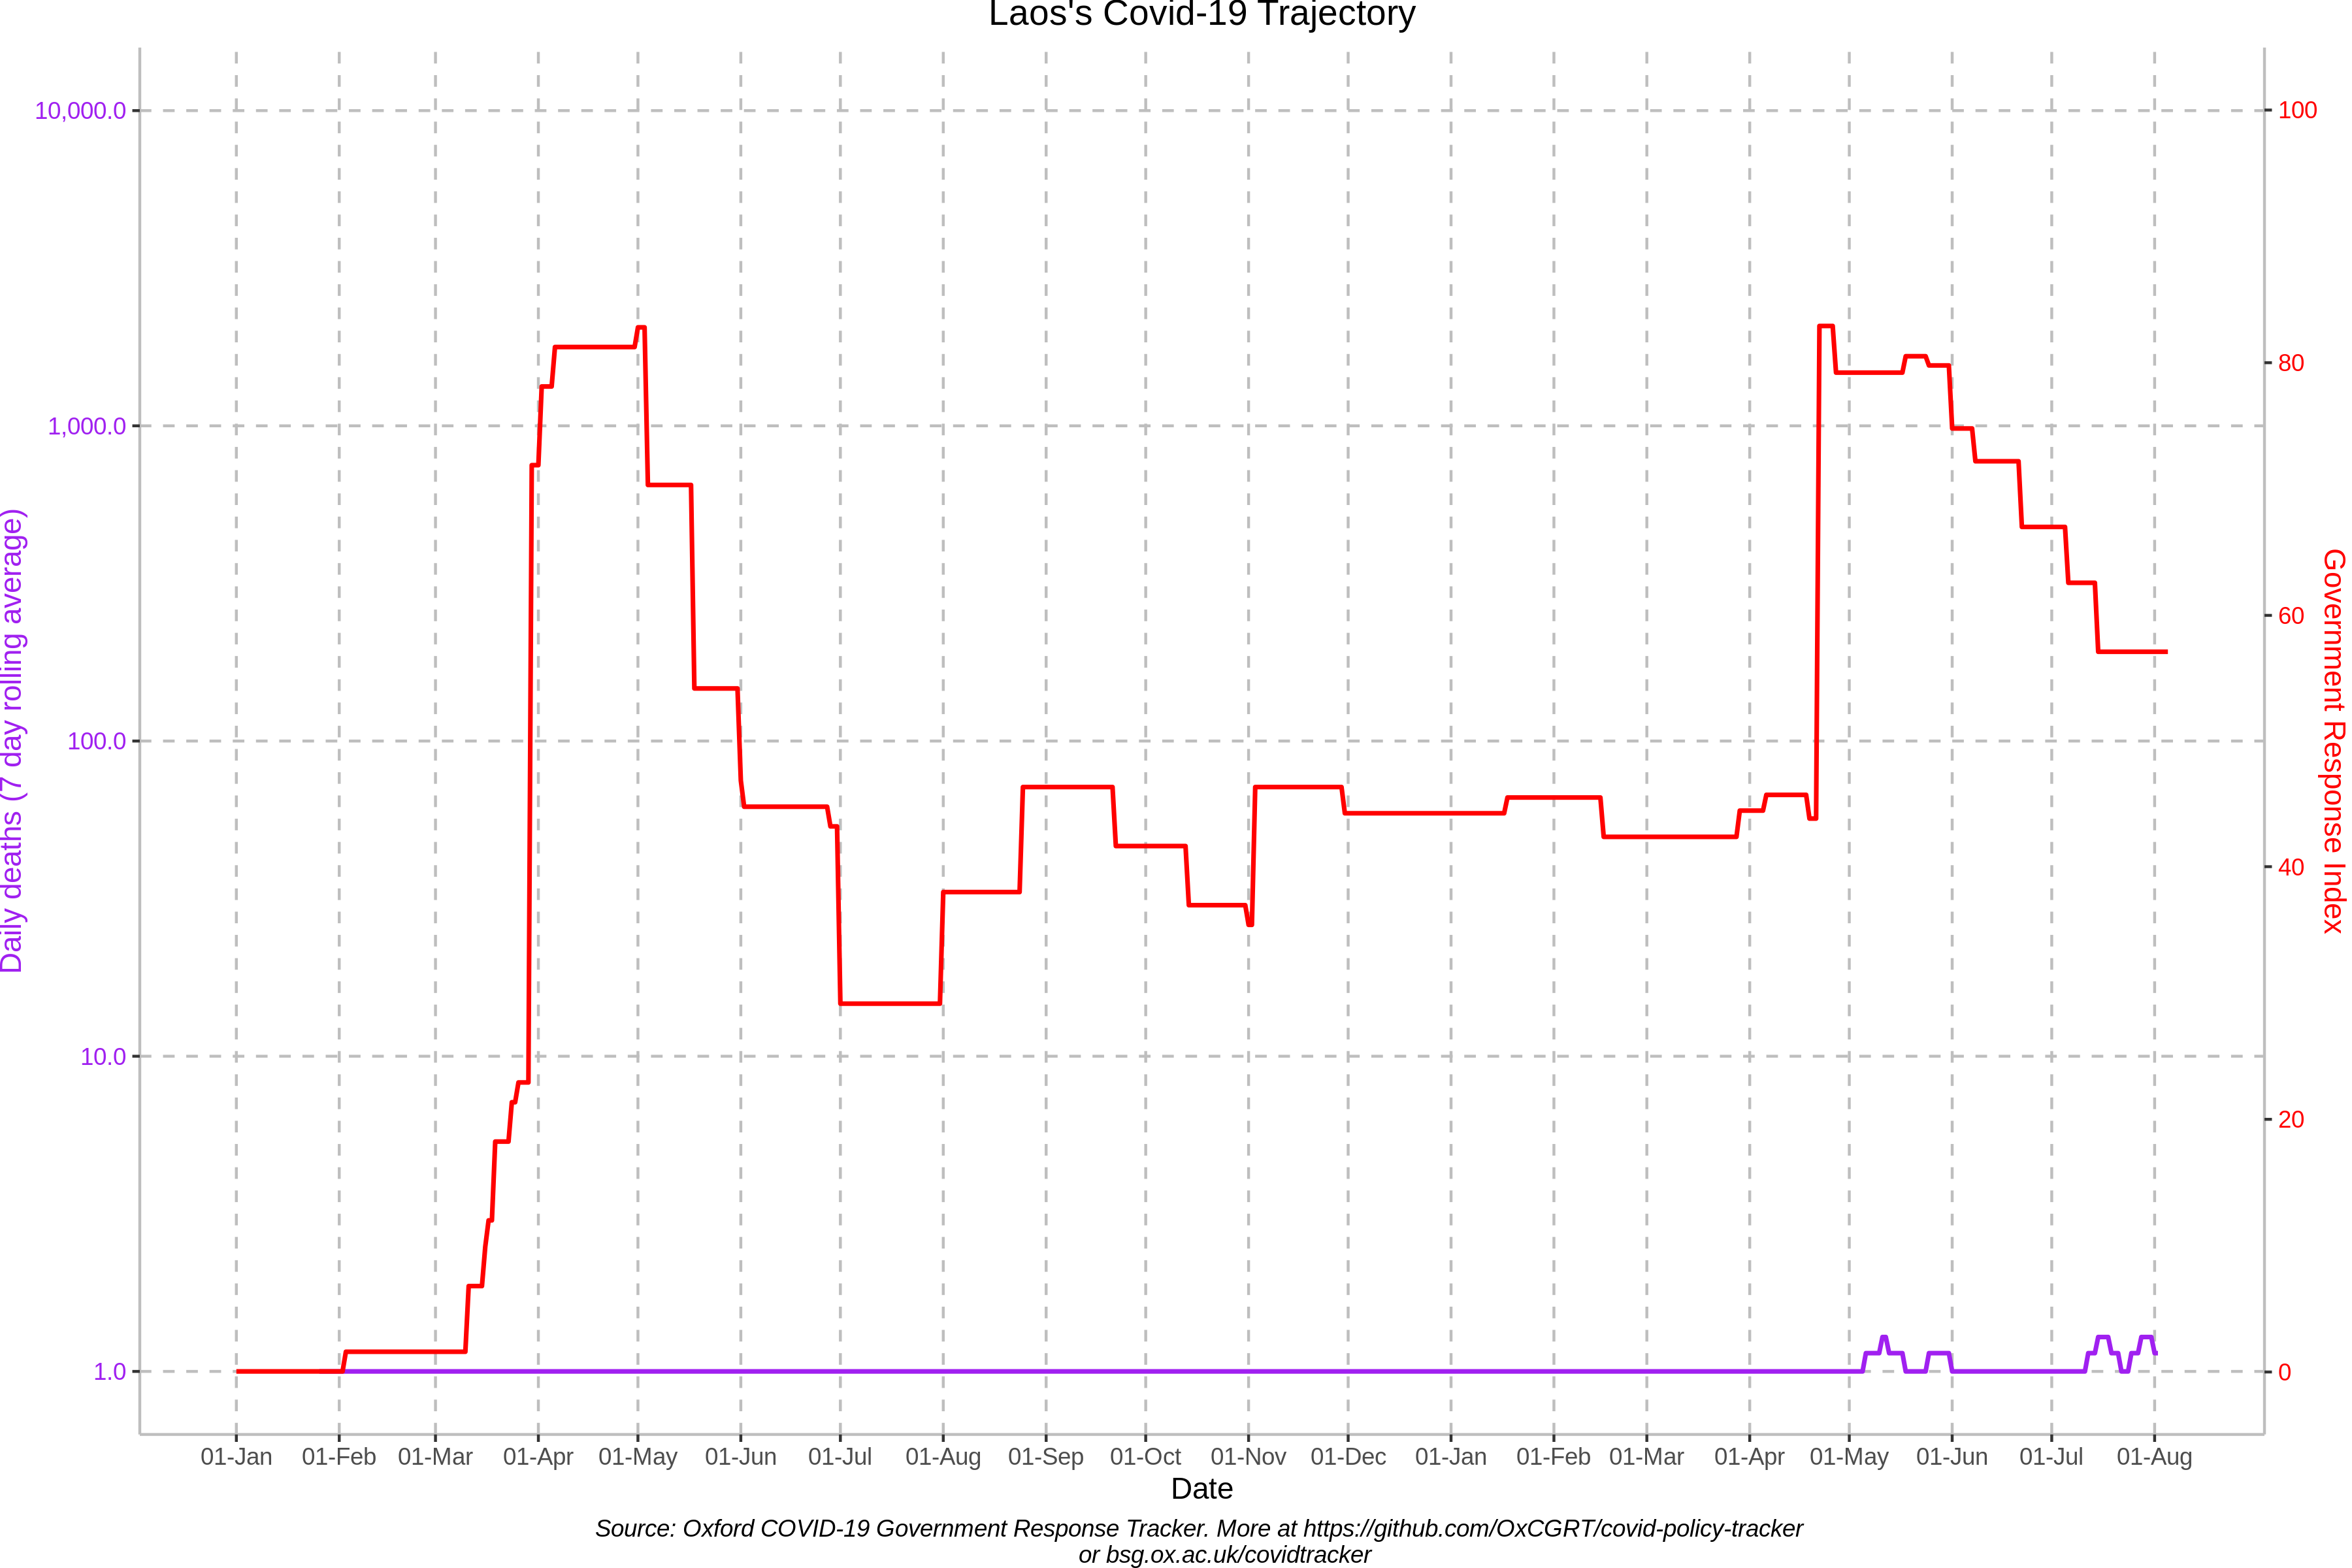 Laos's Covid-19 Trajectory
Daily deaths (7 day rolling average)
10,000.0
1,000.0
100.0
10.0
1.0
100
80
60
40
20
0
Government Response Index
01-Jan 01-Feb 01-Mar 01-Apr 01-May 01-Jun 01-Jul 01-Aug 01-Sep 01-Oct 01-Nov 01-Dec 01-Jan 01-Feb 01-Mar 01-Apr 01-May 01-Jun 01-Jul 01-Aug
Date
Source: Oxford COVID-19 Government Response Tracker. More at https://github.com/OxCGRT/covid-policy-tracker
or bsg.ox.ac.uk/covidtracker